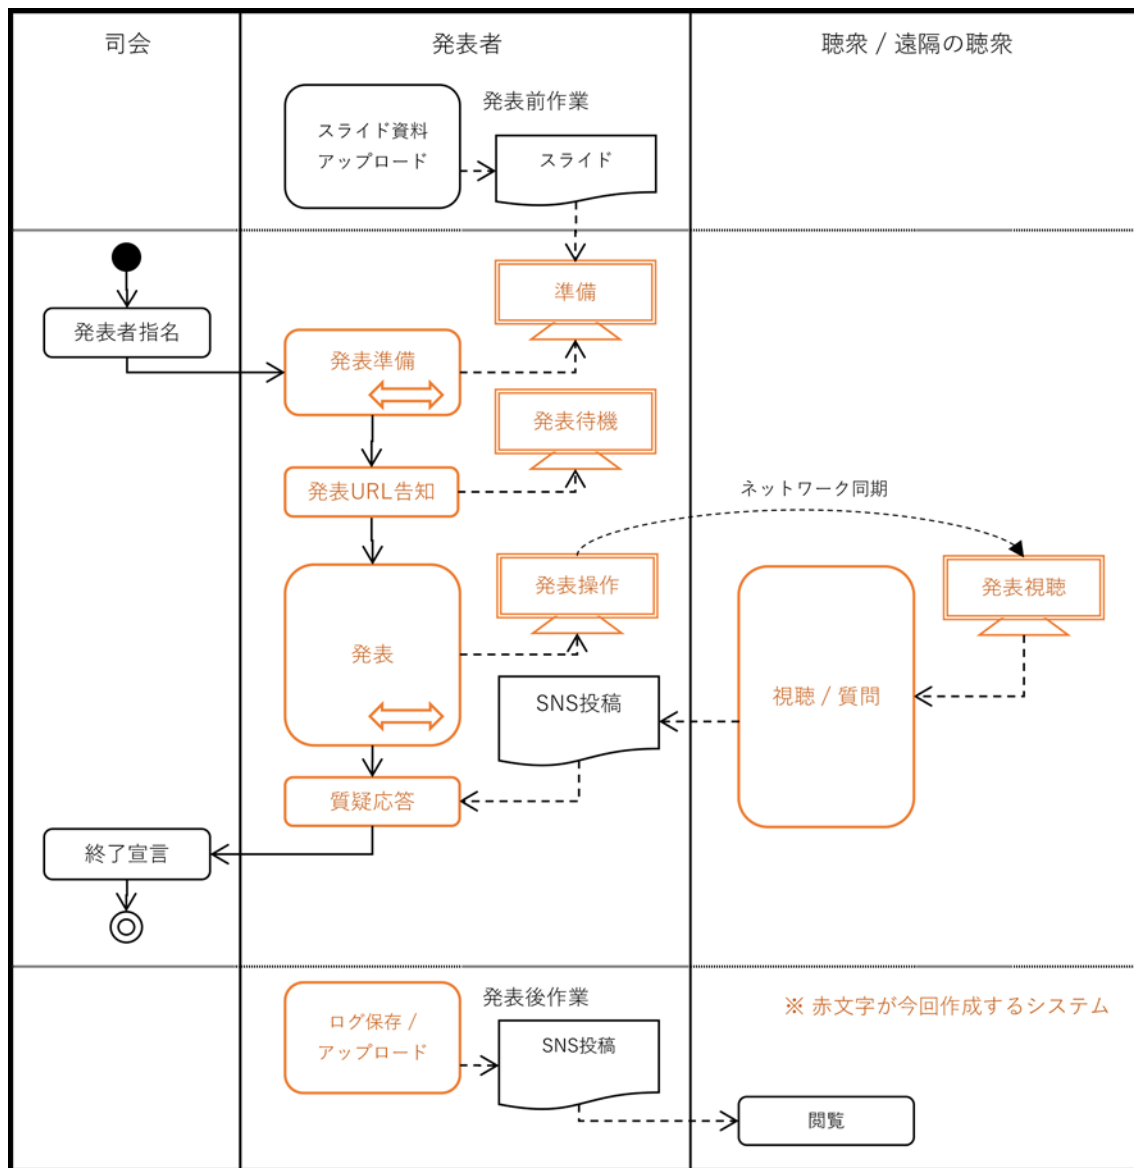 司会
発表者
聴衆 / 遠隔の聴衆
発表前作業
スライド資料
アップロード
スライド
準備
発表者指名
発表準備
発表待機
発表URL告知
ネットワーク同期
発表操作
発表視聴
発表
SNS投稿
視聴 / 質問
質疑応答
終了宣言
発表後作業
※ 赤文字が今回作成するシステム
ログ保存 /
アップロード
SNS投稿
閲覧